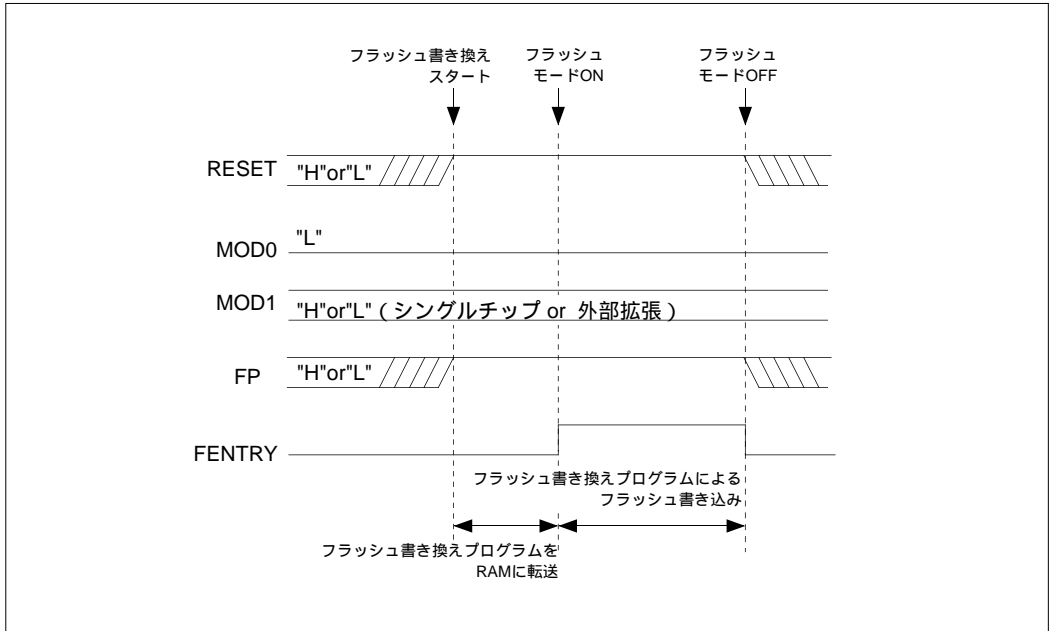 フラッシュ書き換え
スタート
フラッシュ
モードON
フラッシュ
モードOFF
RESET "H"or"L"
MOD0 "L"
MOD1 "H"or"L" ( シングルチップ or 外部拡張 )
FP "H"or"L"
FENTRY
フラッシュ書き換えプログラムによる
フラッシュ書き込み
フラッシュ書き換えプログラムを
RAMに転送